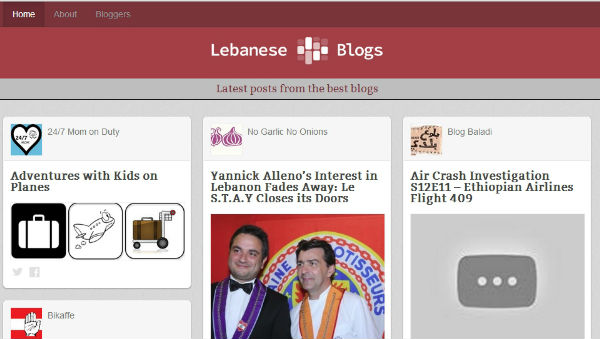 Home About Bloggers
Lebanese Blogs
Latest posts from the best blogs
24/7 Mom on Duty
Adventures with Kids on
Planes
No Garlic No Onions
Yannick Alleno's Interest in
Lebanon Fades Away: Le
S.T.A.Y Closes its Doors
Blog Baladi
Air Crash Investigation
S12E11 – Ethiopian Airlines
Flight 409
Bikaffe